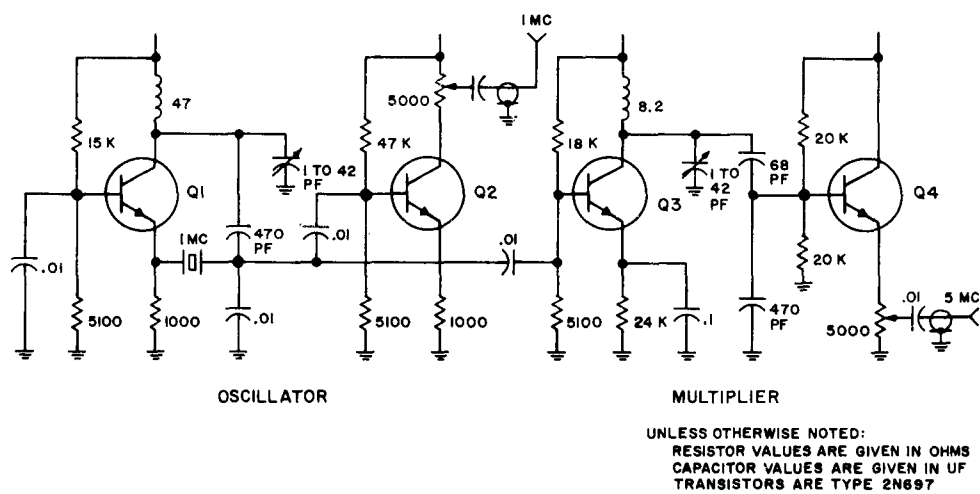 1 MC
47
5000
8.2
15 K
47 K
18 K
20 K
1 TO 42
PF
1 TO
42
PF
68
PF
Q1
Q2
Q3
Q4
1 MC
470
PF
.01
.01
20 K
.01
.01
470
PF
.01
5 MC
5100
1000
5100
1000
5100
24 K
.1
5000
OSCILLATOR
MULTIPLIER
UNLESS OTHERWISE NOTED:
RESISTOR VALUES ARE GIVEN IN OHMS
CAPACITOR VALUES ARE GIVEN IN UF
TRANSISTORS ARE TYPE 2N697